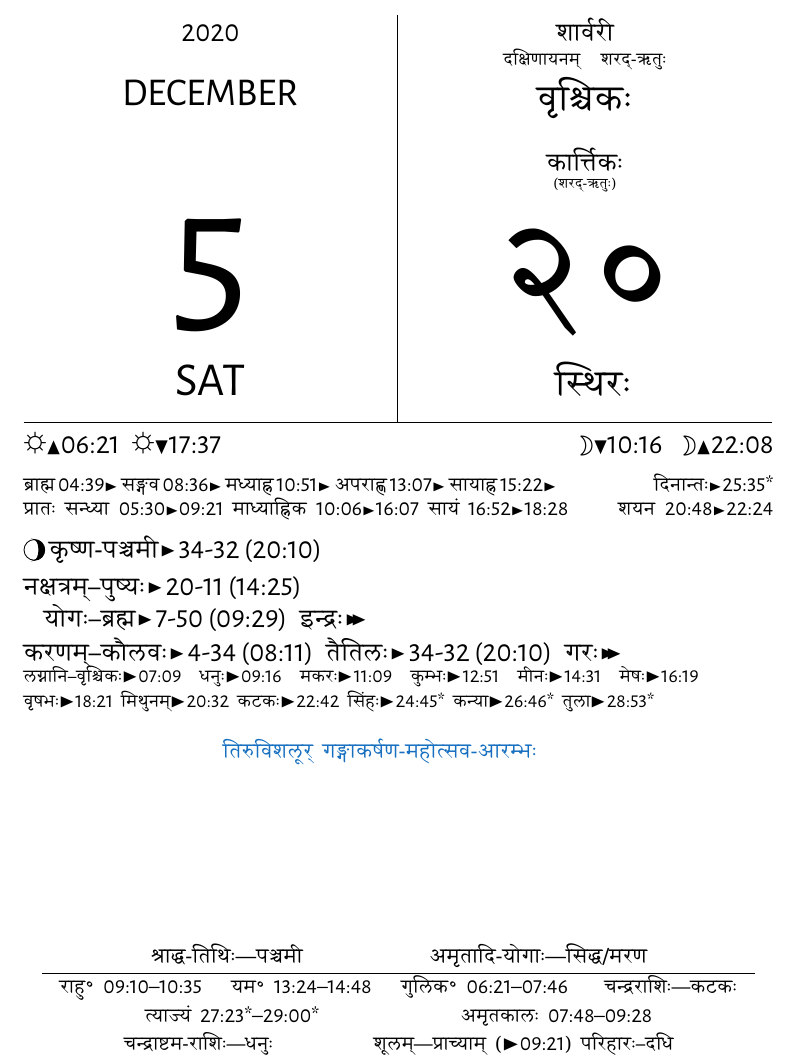 2020
DECEMBER
5
SAT
शार्वरी
दक्षिणायनम् शरद्-ऋतुः
वृश्चिकः
कार्त्तिकः
(शरद्-ऋतुः)
२०
स्थिरः
☼▲06:21 ☼▼17:37 ☽▼10:16 ☽▲22:08
ब्राह्म 04:39► सङ्गव 08:36► मध्याह्न 10:51► अपराह्ण 13:07► सायाह्न 15:22► दिनान्तः►25:35*
प्रातः सन्ध्या 05:30►09:21 माध्याह्निक 10:06►16:07 सायं 16:52►18:28 शयन 20:48►22:24
कृष्ण-पञ्चमी►34-32 (20:10)
नक्षत्रम्–पुष्यः►20-11 (14:25)
योगः–ब्रह्म►7-50 (09:29) इन्द्रः►►
करणम्–कौलवः►4-34 (08:11) तैतिलः►34-32 (20:10) गरः►►
लग्नानि–वृश्चिकः►07:09 धनुः►09:16 मकरः►11:09 कुम्भः►12:51 मीनः►14:31 मेषः►16:19
वृषभः►18:21 मिथुनम्►20:32 कटकः►22:42 सिंहः►24:45* कन्या►26:46* तुला►28:53*
तिरुविशलूर् गङ्गाकर्षण-महोत्सव-आरम्भः
श्राद्ध-तिथिः—पञ्चमी अमृतादि-योगाः—सिद्ध/मरण
राहु° 09:10–10:35 यम° 13:24–14:48 गुलिक° 06:21–07:46 चन्द्रराशिः—कटकः
त्याज्यं 27:23*–29:00* अमृतकालः 07:48–09:28
चन्द्राष्टम-राशिः—धनुः शूलम्—प्राच्याम् (►09:21) परिहारः–दधि